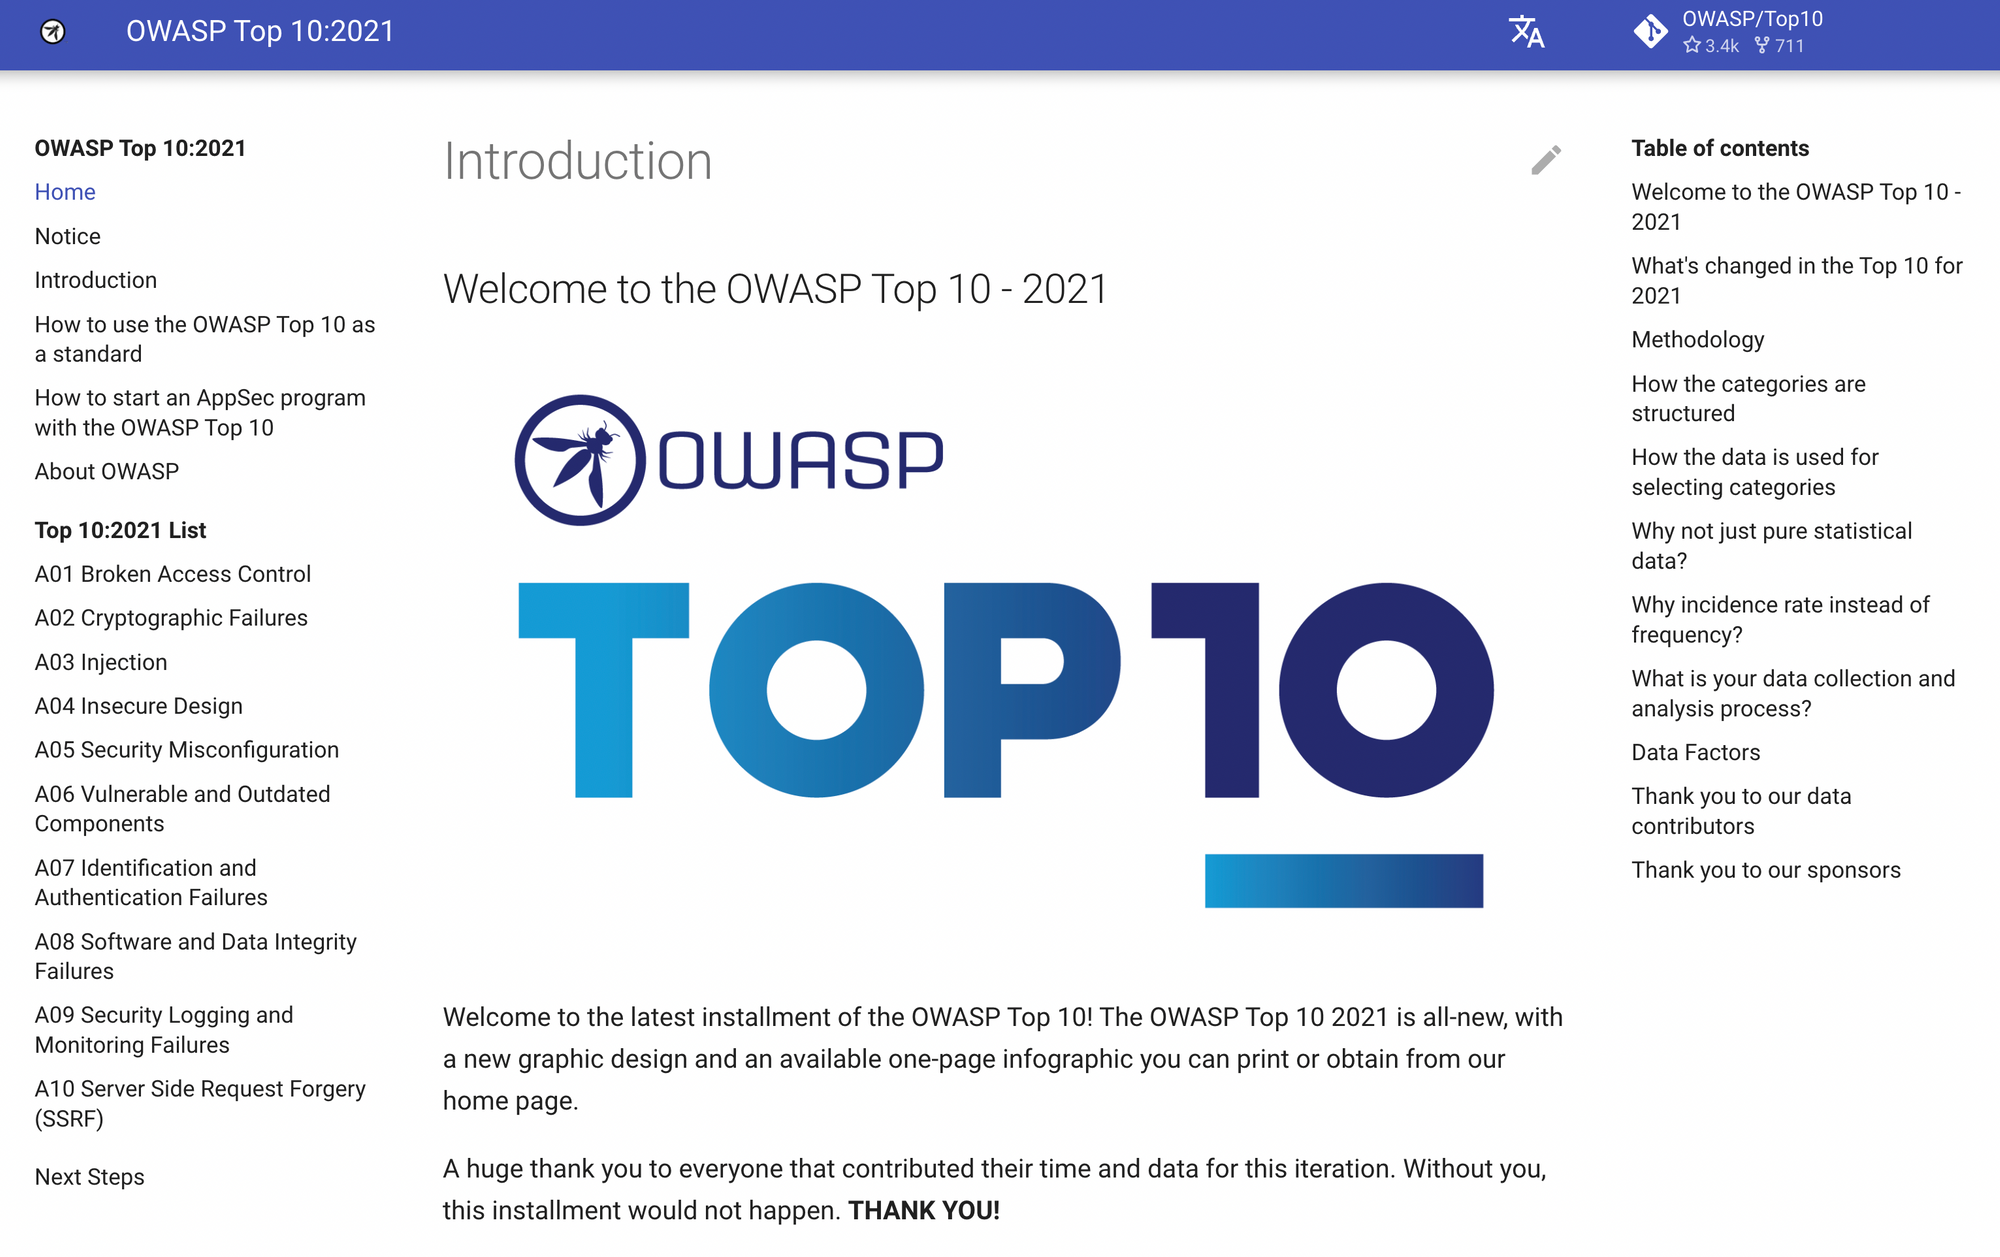 OWASP Top 10:2021
OWASP/Top10
3.4k 711
OWASP Top 10:2021
Home
Notice
Introduction
How to use the OWASP Top 10 as
a standard
How to start an AppSec program
with the OWASP Top 10
About OWASP
Top 10:2021 List
A01 Broken Access Control
A02 Cryptographic Failures
A03 Injection
A04 Insecure Design
A05 Security Misconfiguration
A06 Vulnerable and Outdated
Components
A07 Identification and
Authentication Failures
A08 Software and Data Integrity
Failures
A09 Security Logging and
Monitoring Failures
A10 Server Side Request Forgery
(SSRF)
Next Steps
Introduction
Welcome to the OWASP Top 10 - 2021
OWASP
TOP10
Welcome to the latest installment of the OWASP Top 10! The OWASP Top 10 2021 is all-new, with
a new graphic design and an available one-page infographic you can print or obtain from our
home page.
A huge thank you to everyone that contributed their time and data for this iteration. Without you,
this installment would not happen. THANK YOU!
Table of contents
Welcome to the OWASP Top 10 -
2021
What's changed in the Top 10 for
2021
Methodology
How the categories are
structured
How the data is used for
selecting categories
Why not just pure statistical
data?
Why incidence rate instead of
frequency?
What is your data collection and
analysis process?
Data Factors
Thank you to our data
contributors
Thank you to our sponsors